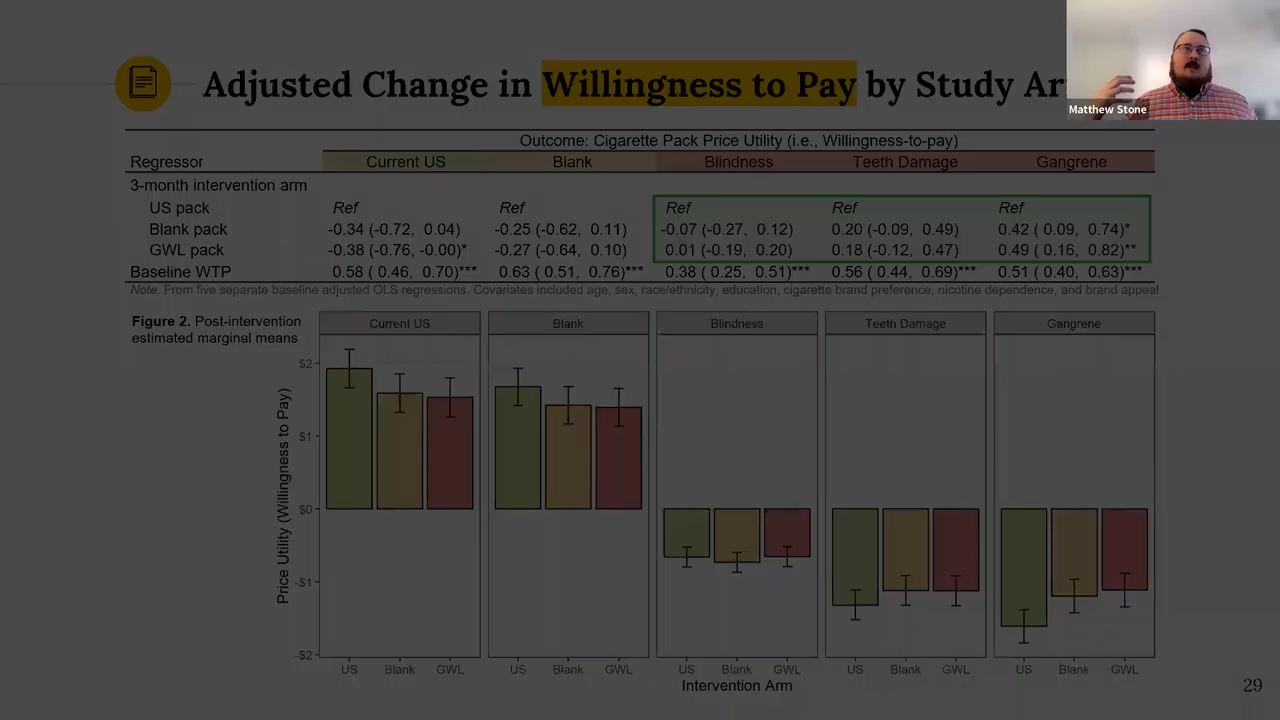 Adjusted Change in Willingness to Pay by Study Ar
Matthew Stone
Outcome: Cigarette Pack Price Utility (i.e., Willingness-to-pay)
Regressor Current US Blank Blindness Teeth Damage Gangrene
3-month intervention arm
US pack Ref Ref Ref Ref Ref
Blank pack -0.34 (-0.72, 0.04) -0.25 (-0.62, 0.11) -0.07 (-0.27, 0.12) 0.20 (-0.09, 0.49) 0.42 ( 0.09, 0.74)*
GWL pack -0.38 (-0.76, -0.00)* -0.27 (-0.64, 0.10) 0.01 (-0.19, 0.20) 0.18 (-0.12, 0.47) 0.49 ( 0.16, 0.82)**
Baseline WTP 0.58 ( 0.46, 0.70)*** 0.63 ( 0.51, 0.76)*** 0.38 ( 0.25, 0.51)*** 0.56 ( 0.44, 0.69)*** 0.51 ( 0.40, 0.63)***
Note. From five separate baseline adjusted OLS regressions. Covariates included age, sex, race/ethnicity, education, cigarette brand preference, nicotine dependence, and brand appeal
Figure 2. Post-intervention
estimated marginal means
Current US Blank Blindness Teeth Damage Gangrene
Price Utility (Willingness to Pay)
$2
$1
$0
-$1
-$2
US Blank GWL US Blank GWL US Blank GWL US Blank GWL US Blank GWL
Intervention Arm
29